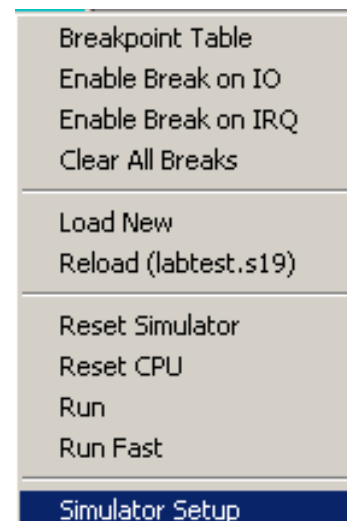 Breakpoint Table
Enable Break on IO
Enable Break on IRQ
Clear All Breaks
Load New
Reload (labtest.s19)
Reset Simulator
Reset CPU
Run
Run Fast
Simulator Setup